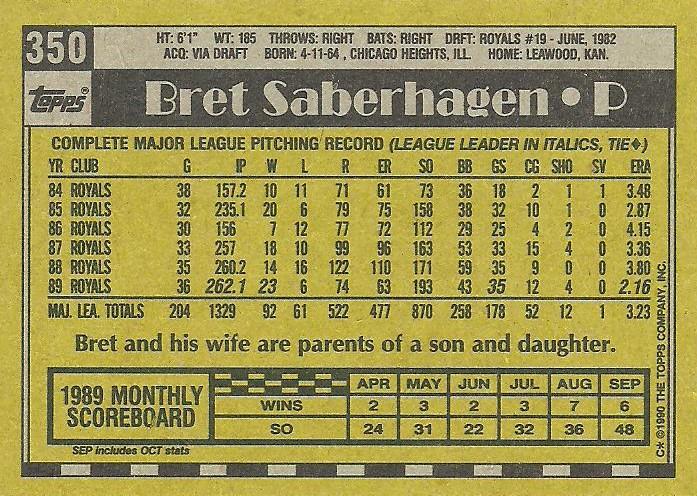 350
HT: 6'1" WT: 185 THROWS: RIGHT BATS: RIGHT DRFT: ROYALS #19 - JUNE, 1982
ACQ: VIA DRAFT BORN: 4-11-64 , CHICAGO HEIGHTS, ILL. HOME: LEAWOOD, KAN.
topps®
Bret Saberhagen • P
COMPLETE MAJOR LEAGUE PITCHING RECORD (LEAGUE LEADER IN ITALICS, TIE♦)
YR CLUB G IP W L R ER SO BB GS CG SHO SV ERA
84 ROYALS 38 157.2 10 11 71 61 73 36 18 2 1 1 3.48
85 ROYALS 32 235.1 20 6 79 75 158 38 32 10 1 0 2.87
86 ROYALS 30 156 7 12 77 72 112 29 25 4 2 0 4.15
87 ROYALS 33 257 18 10 99 96 163 53 33 15 4 0 3.36
88 ROYALS 35 260.2 14 16 122 110 171 59 35 9 0 0 3.80
89 ROYALS 36 262.1 23 6 74 63 193 43 35 12 4 0 2.16
MAJ. LEA. TOTALS 204 1329 92 61 522 477 870 258 178 52 12 1 3.23
Bret and his wife are parents of a son and daughter.
1989 MONTHLY
SCOREBOARD
APR MAY JUN JUL AUG SEP
WINS 2 3 2 3 7 6
SO 24 31 22 32 36 48
SEP includes OCT stats
C* ©1990 THE TOPPS COMPANY, INC.